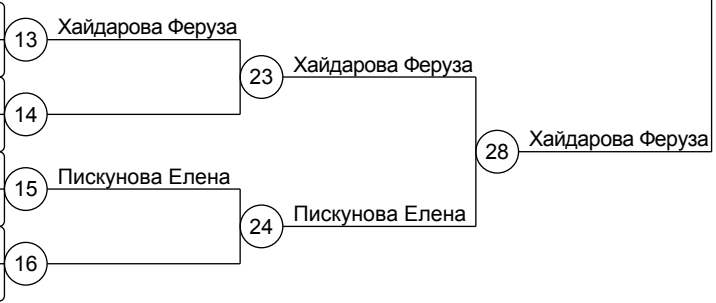 13 Хайдарова Феруза
23 Хайдарова Феруза
14
28 Хайдарова Феруза
15 Пискунова Елена
24 Пискунова Елена
16